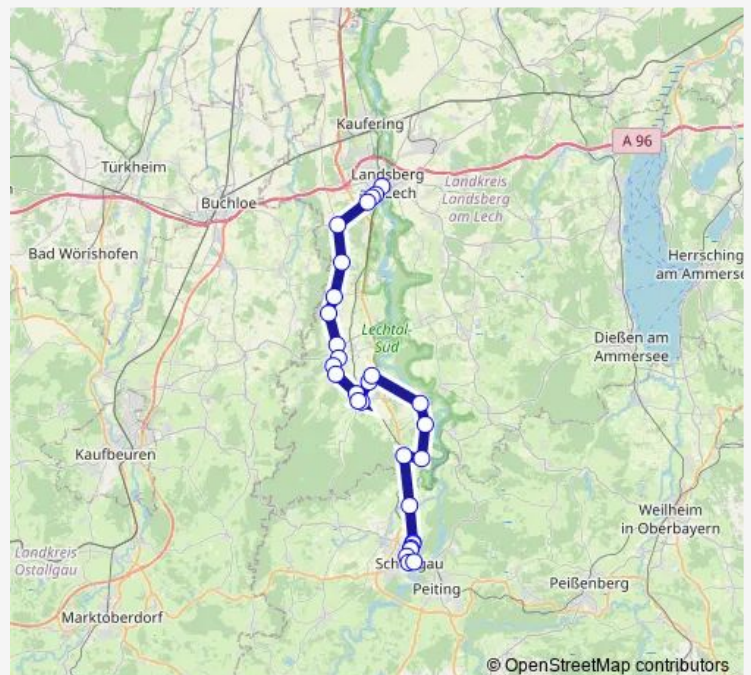 Kaufering
A 96
Türkheim
Landsberg
Lech
Landkreis
Landsberg
am Lech
Buchloe
Bad Wörishofen
Herrsching
am Ammerse
Lechtal-
Süd
Dießen am
Ammersee
Kaufbeuren
Weilheim
in Oberbayern
Landkreis
Ostallgäu
Peißenberg
Peiting
Marktoberdorf
© OpenStreetMap contributors